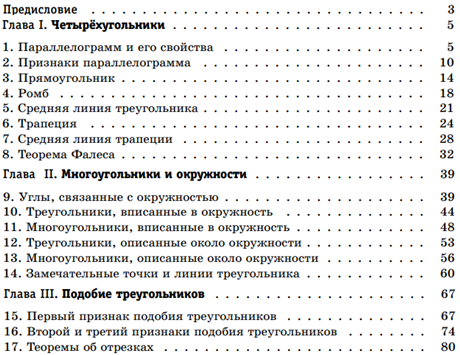 Предисловие . . . . . . . . . . . . . . . . . . . . . . . . . . . . 3
Глава I. Четырёхугольники . . . . . . . . . . . . . . . . . . . . 5
1. Параллелограмм и его свойства . . . . . . . . . . . . . . . . 5
2. Признаки параллелограмма . . . . . . . . . . . . . . . . . . 10
3. Прямоугольник . . . . . . . . . . . . . . . . . . . . . . . . 14
4. Ромб . . . . . . . . . . . . . . . . . . . . . . . . . . . . 18
5. Средняя линия треугольника . . . . . . . . . . . . . . . . . 21
6. Трапеция . . . . . . . . . . . . . . . . . . . . . . . . . . 24
7. Средняя линия трапеции . . . . . . . . . . . . . . . . . . . 28
8. Теорема Фалеса . . . . . . . . . . . . . . . . . . . . . . . 32
Глава II. Многоугольники и окружности . . . . . . . . . . . . . 39
9. Углы, связанные с окружностью . . . . . . . . . . . . . . . 39
10. Треугольники, вписанные в окружность . . . . . . . . . . . 44
11. Многоугольники, вписанные в окружность . . . . . . . . . . 48
12. Треугольники, описанные около окружности . . . . . . . . . 53
13. Многоугольники, описанные около окружности . . . . . . . . 56
14. Замечательные точки и линии треугольника . . . . . . . . . 60
Глава III. Подобие треугольников . . . . . . . . . . . . . . . . 67
15. Первый признак подобия треугольников . . . . . . . . . . . 67
16. Второй и третий признаки подобия треугольников . . . . . . 74
17. Теоремы об отрезках . . . . . . . . . . . . . . . . . . . . 80